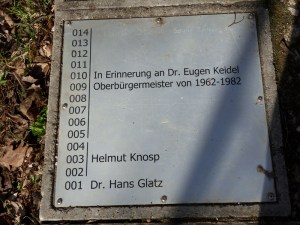 014
013
012
011
010 In Erinnerung an Dr. Eugen Keidel
009 Oberbürgermeister von 1962-1982
008
007
006
005
004
003 Helmut Knosp
002
001 Dr. Hans Glatz